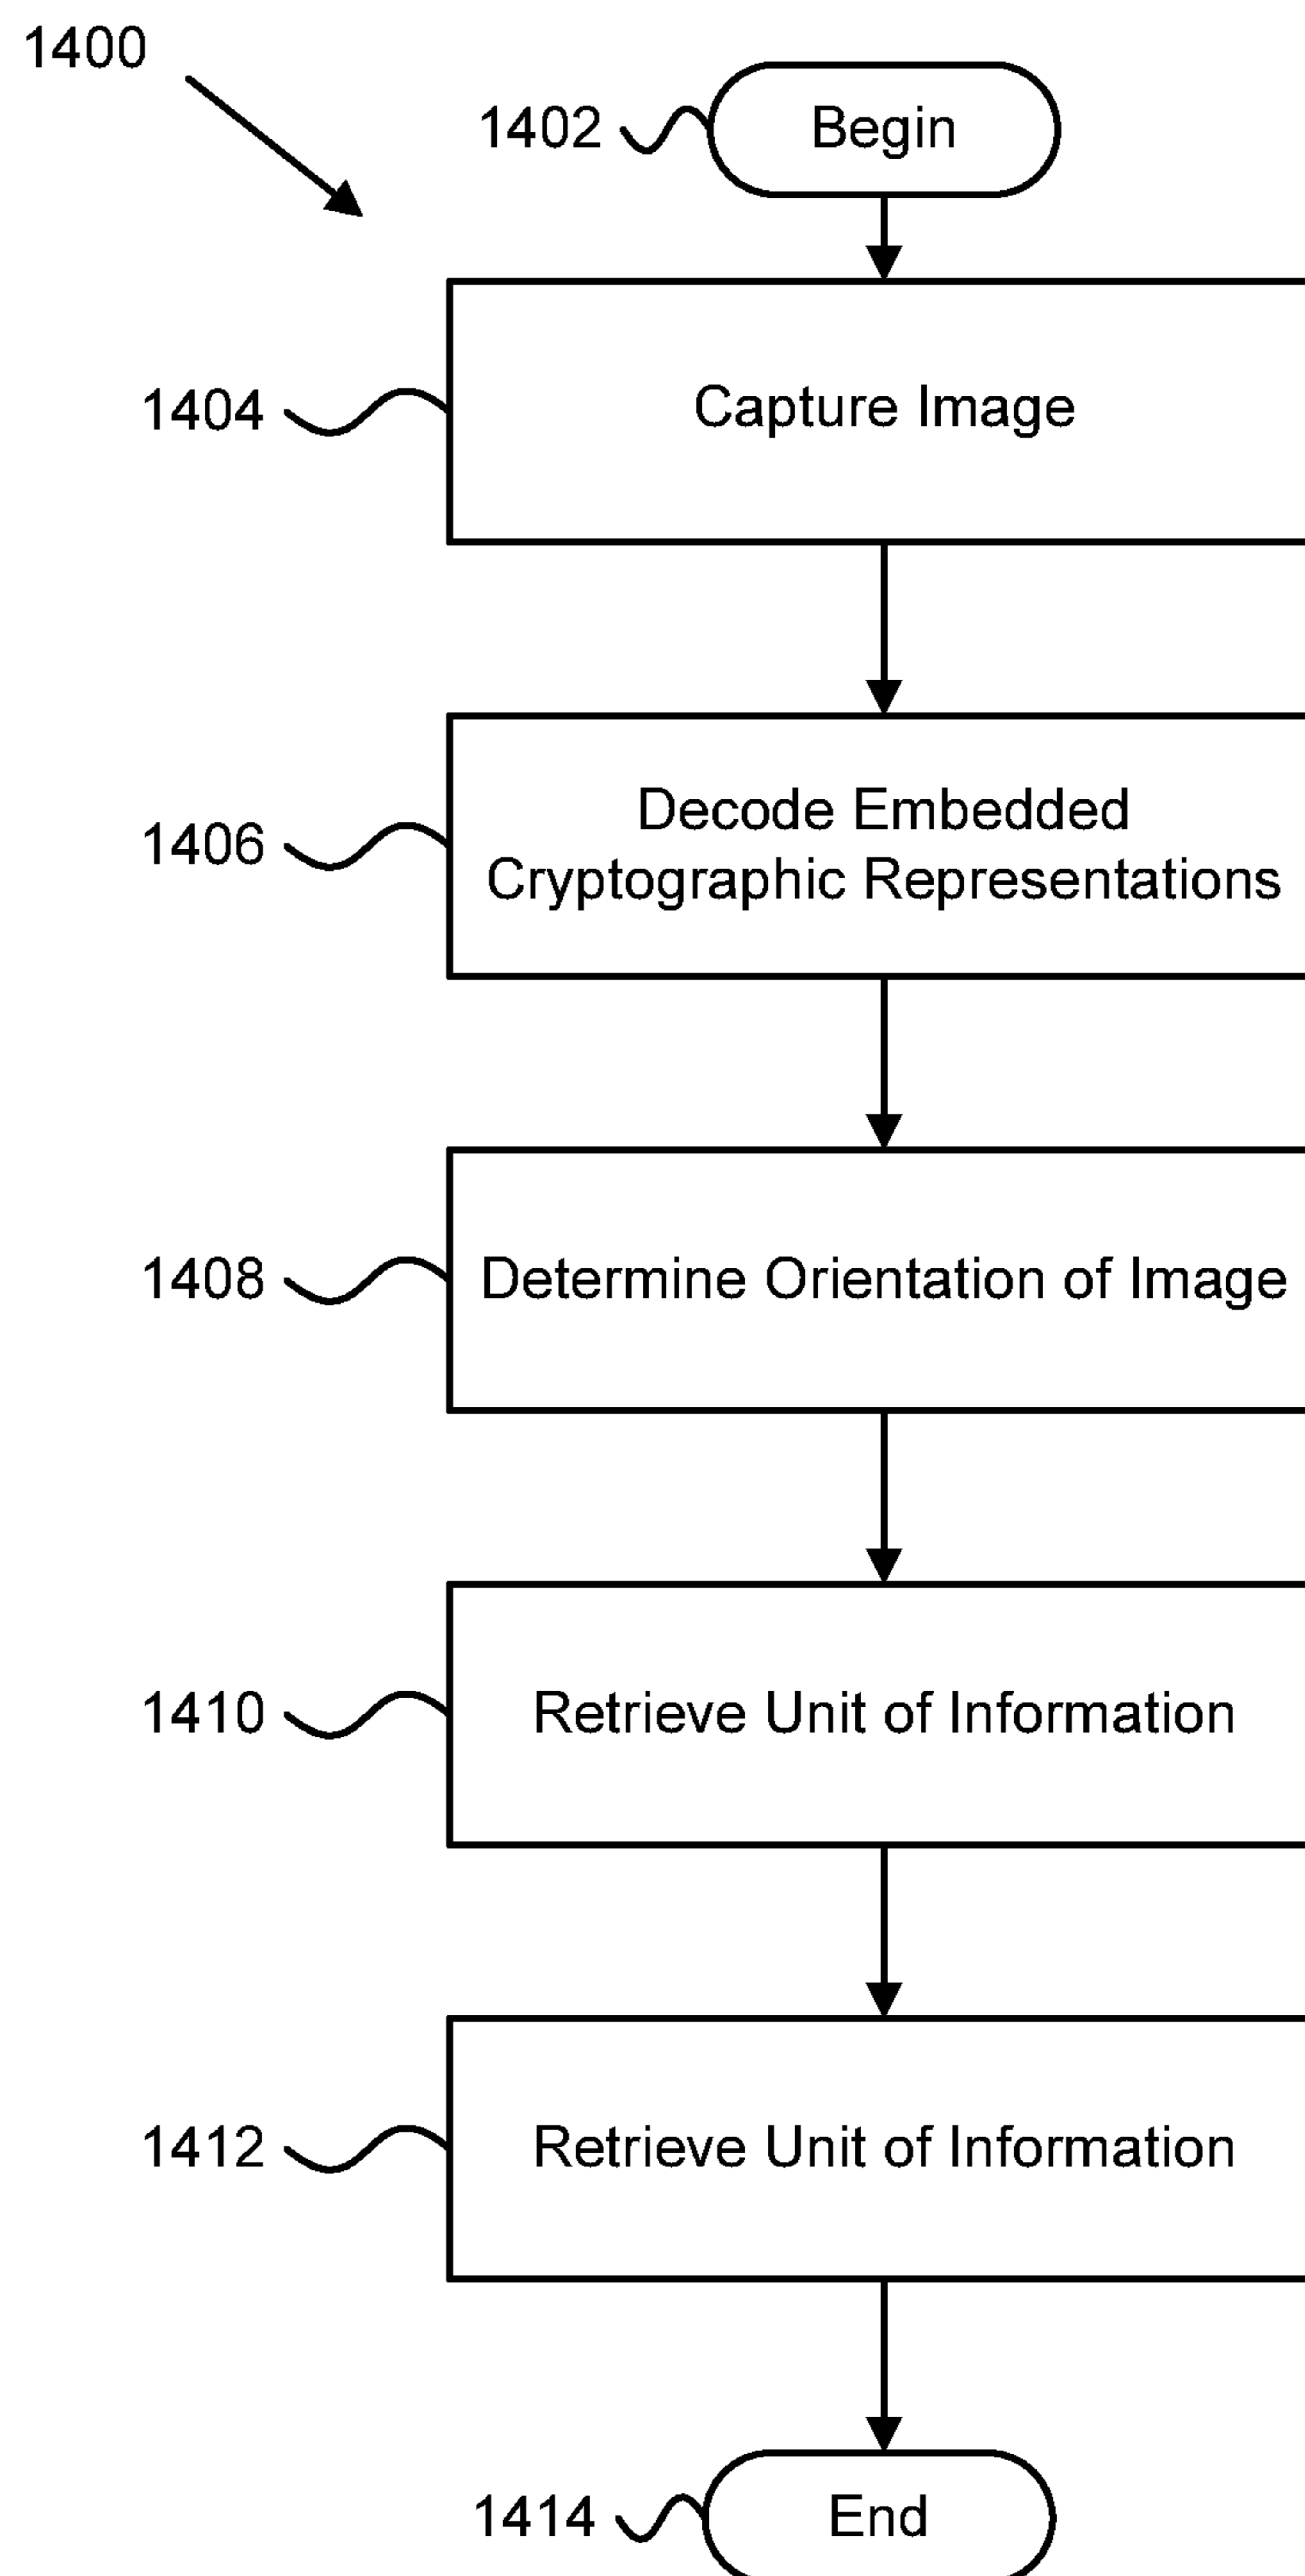 1400
1402
Begin
1404
Capture Image
1406
Decode Embedded
Cryptographic Representations
1408
Determine Orientation of Image
1410
Retrieve Unit of Information
1412
Retrieve Unit of Information
1414
End